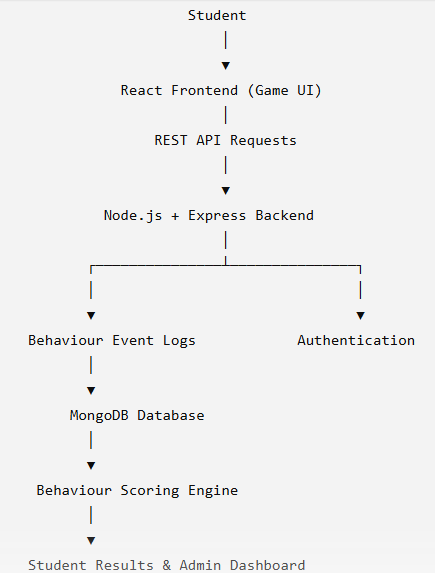 Student
React Frontend (Game UI)
REST API Requests
Node.js + Express Backend
Behaviour Event Logs Authentication
MongoDB Database
Behaviour Scoring Engine
Student Results & Admin Dashboard